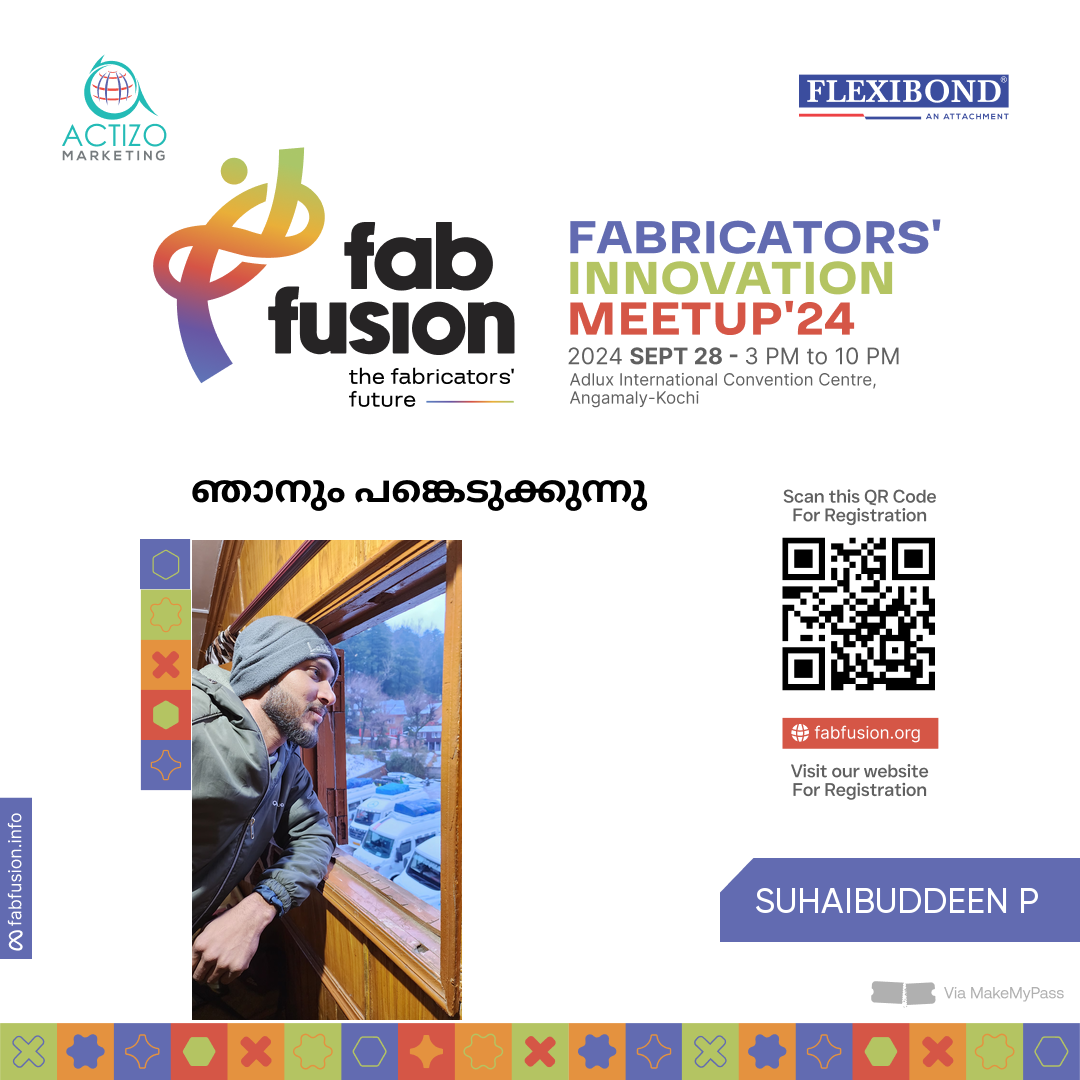 ACTIZO
MARKETING
FLEXIBOND®
AN ATTACHMENT
fab
fusion
the fabricators'
future
FABRICATORS'
INNOVATION
MEETUP'24
2024 SEPT 28 - 3 PM to 10 PM
Adlux International Convention Centre,
Angamaly-Kochi
ഞാനും പങ്കെടുക്കുന്നു
Scan this QR Code
For Registration
fabfusion.org
Visit our website
For Registration
fabfusion.info
SUHAIBUDDEEN P
Via MakeMyPass